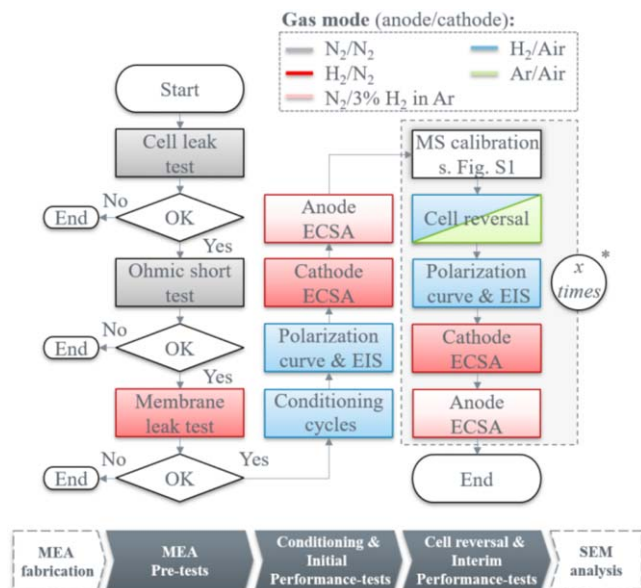 Gas mode (anode/cathode):
N₂/N₂
H₂/N₂
N₂/3% H₂ in Ar
H₂/Air
Ar/Air
Start
Cell leak
test
No
End
OK
Yes
Ohmic short
test
No
End
OK
Yes
Membrane
leak test
No
End
OK
Yes
Conditioning
cycles
Polarization
curve & EIS
Cathode
ECSA
Anode
ECSA
MS calibration
s. Fig. S1
Cell reversal
Polarization
curve & EIS
Cathode
ECSA
Anode
ECSA
End
x
times
*
MEA
fabrication
MEA
Pre-tests
Conditioning &
Initial
Performance-tests
Cell reversal &
Interim
Performance-tests
SEM
analysis